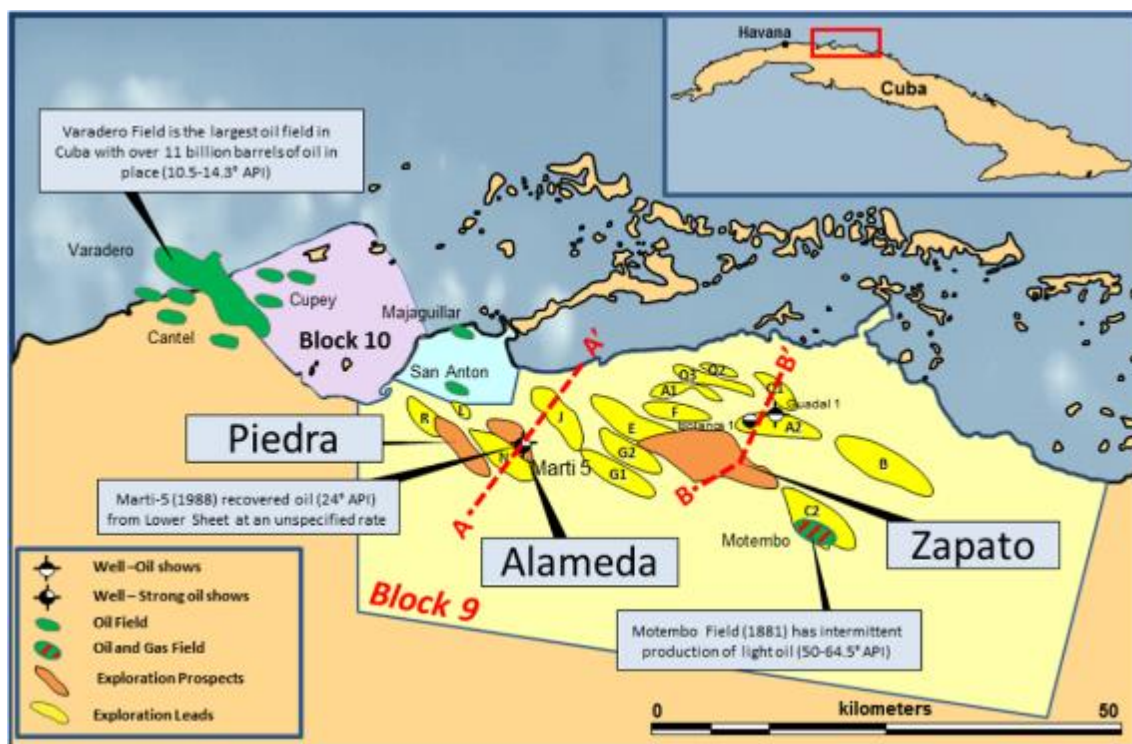 Havana
Cuba
Varadero Field is the largest oil field in
Cuba with over 11 billion barrels of oil in
place (10.5-14.3° API)
Varadero
Cupey
Cantel
Block 10
Majaguillar
San Anton
A'
B'
O3
O2
A1
C1
Guadal 1
R
L
J
F
E
A2
Piedra
N
Marti 5
G2
G1
B
Marti-5 (1988) recovered oil (24° API)
from Lower Sheet at an unspecified rate
A
B
C2
Alameda
Motembo
Zapato
Block 9
Motembo Field (1881) has intermittent
production of light oil (50-64.5° API)
Well –Oil shows
Well – Strong oil shows
Oil Field
Oil and Gas Field
Exploration Prospects
Exploration Leads
0 kilometers 50